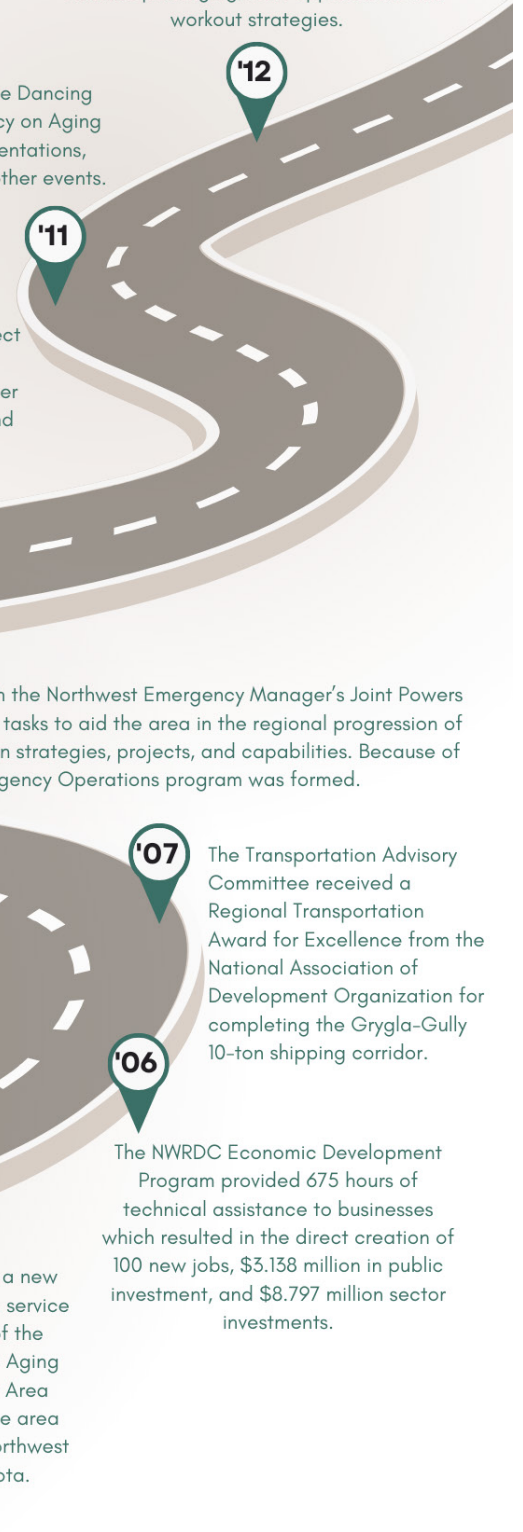 workout strategies.
'12
e Dancing
cy on Aging
entations,
ther events.
'11
ect
er
d
n the Northwest Emergency Manager's Joint Powers
tasks to aid the area in the regional progression of
n strategies, projects, and capabilities. Because of
gency Operations program was formed.
'07
The Transportation Advisory
Committee received a
Regional Transportation
Award for Excellence from the
National Association of
Development Organization for
completing the Grygla-Gully
10-ton shipping corridor.
'06
The NWRDC Economic Development
Program provided 675 hours of
technical assistance to businesses
which resulted in the direct creation of
100 new jobs, $3.138 million in public
investment, and $8.797 million sector
investments.
a new
service
f the
Aging
Area
e area
orthwest
ota.